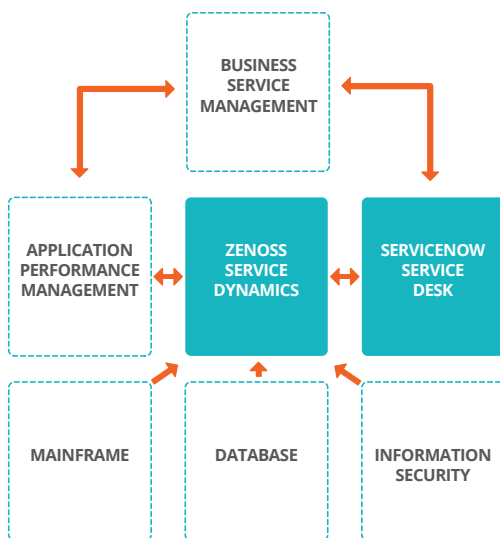 BUSINESS
SERVICE
MANAGEMENT
APPLICATION
PERFORMANCE
MANAGEMENT
ZENOSS
SERVICE
DYNAMICS
SERVICENOW
SERVICE
DESK
MAINFRAME
DATABASE
INFORMATION
SECURITY